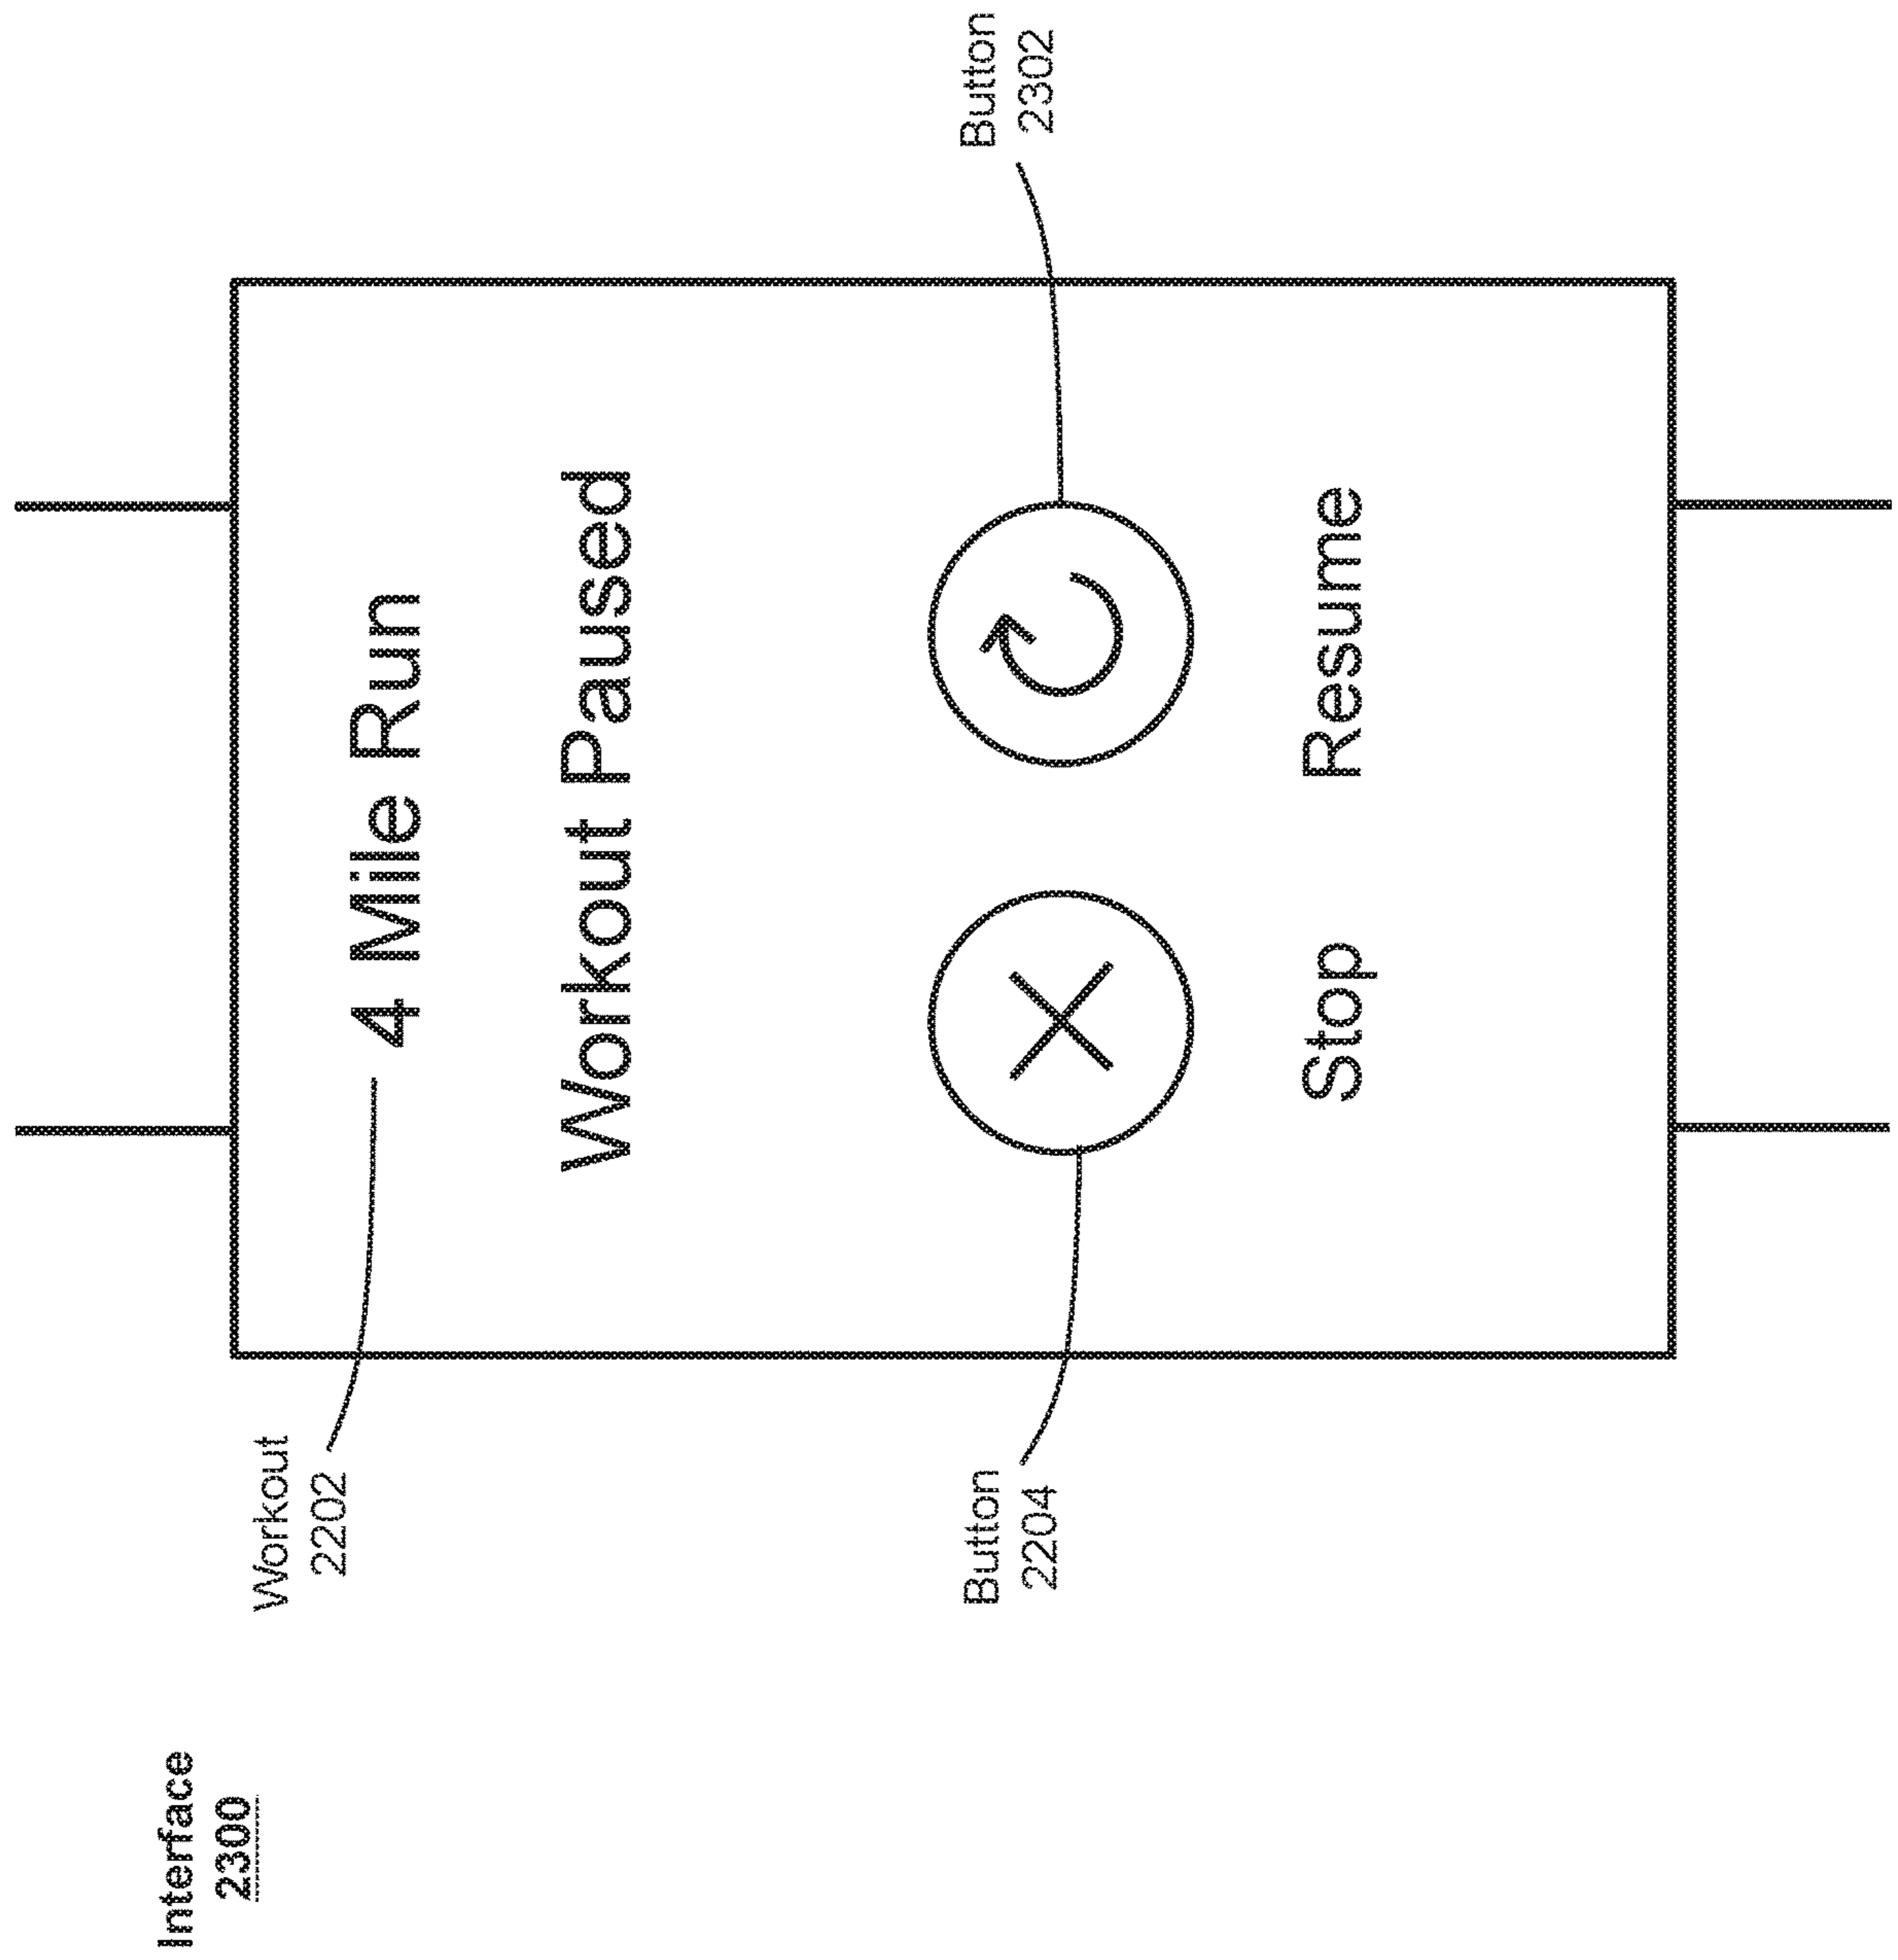 Interface
2300
Workout
2202
4 Mile Run
Workout Paused
Button
2204
Button
2302
Stop
Resume